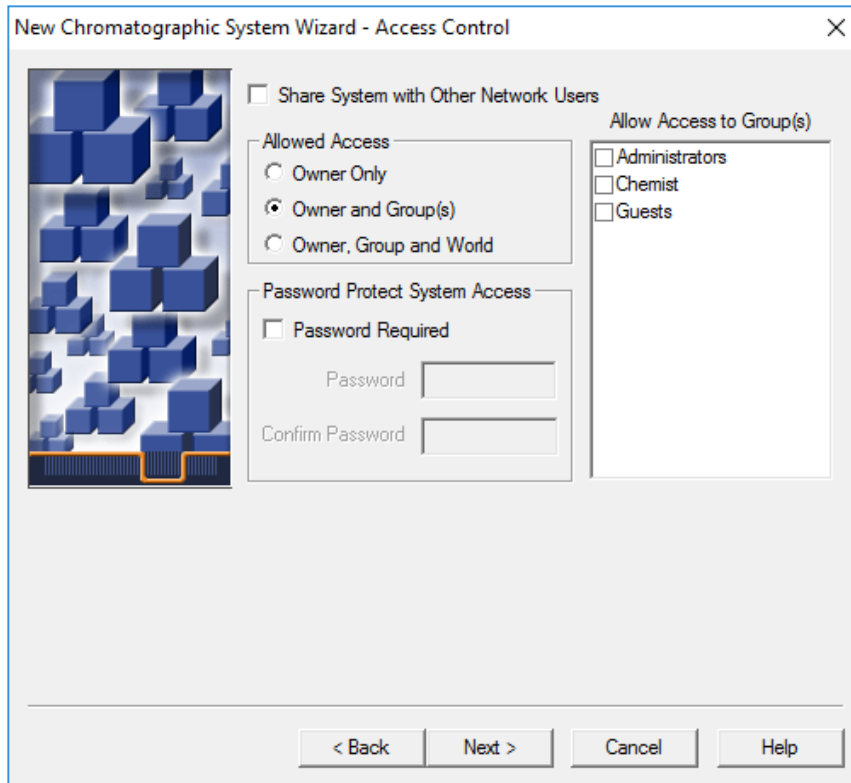 New Chromatographic System Wizard - Access Control
Share System with Other Network Users
Allowed Access
Owner Only
Owner and Group(s)
Owner, Group and World
Password Protect System Access
Password Required
Password
Confirm Password
Allow Access to Group(s)
Administrators
Chemist
Guests
< Back
Next >
Cancel
Help